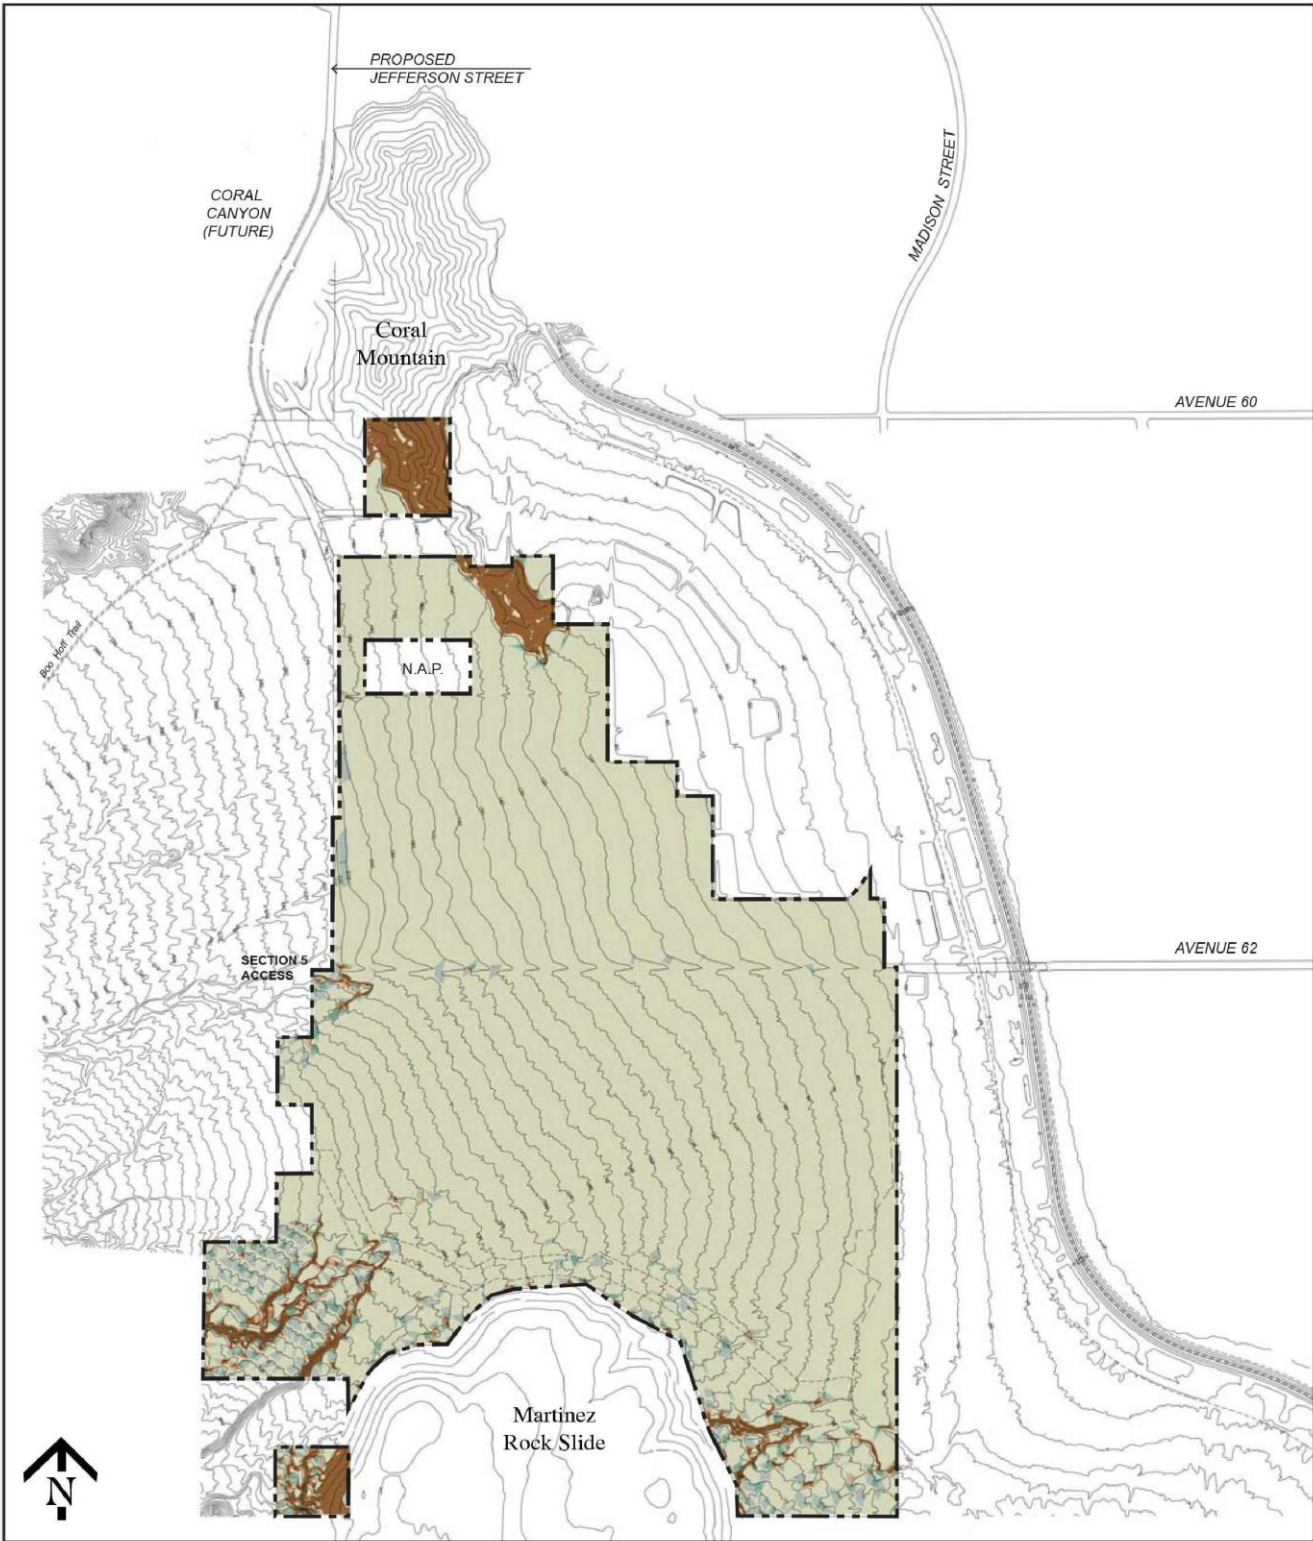 PROPOSED
JEFFERSON STREET
CORAL
CANYON
(FUTURE)
MADISON STREET
Coral
Mountain
AVENUE 60
Boo Hoff Trail
N.A.P.
SECTION 5
ACCESS
AVENUE 62
Martinez
Rock Slide
N